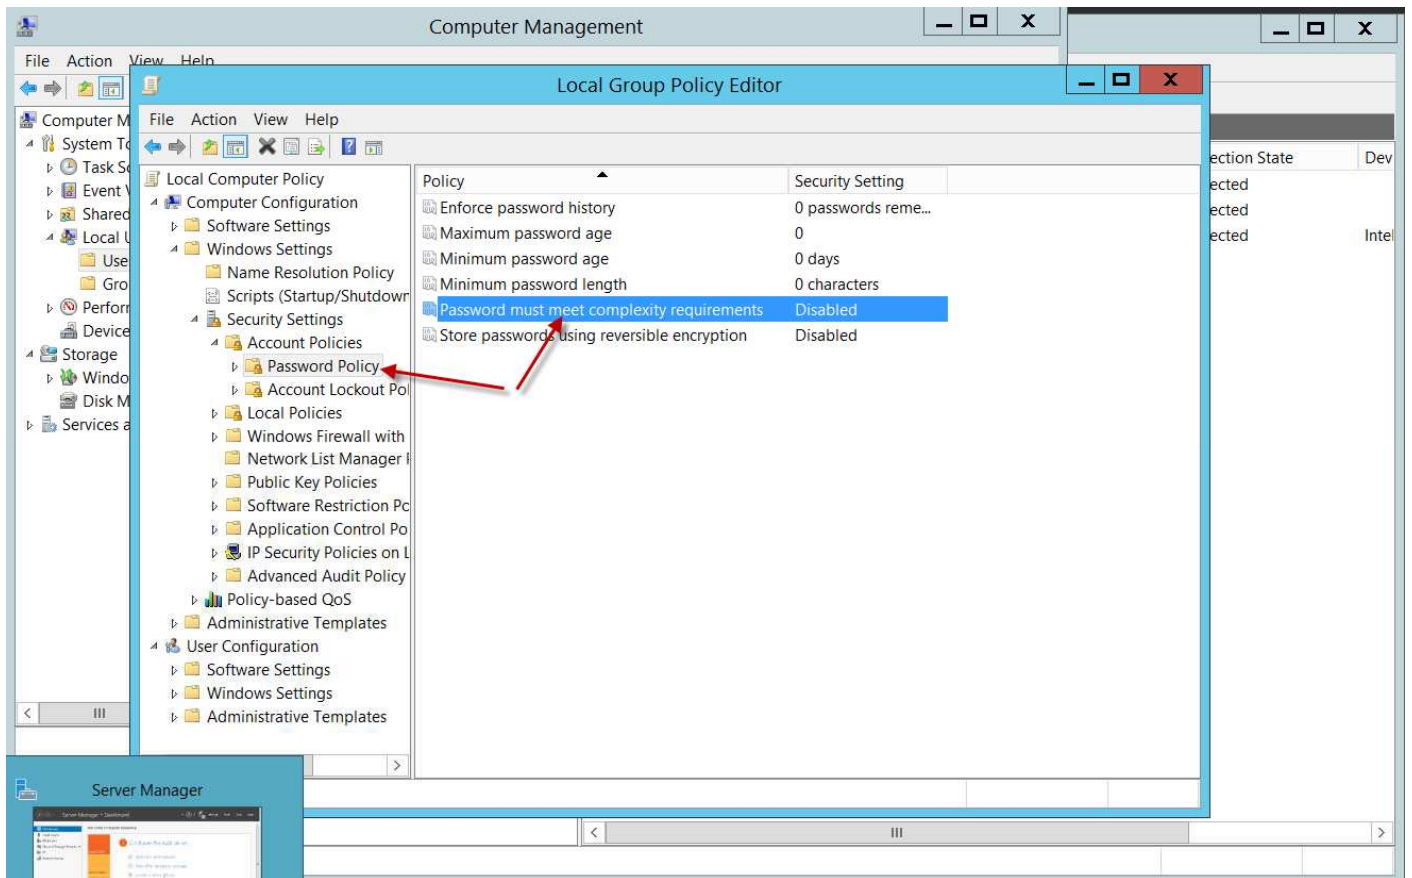 Computer Management
File Action View Help
Computer M
System To
Task Sc
Event V
Shared
Local U
Use
Gro
Perfor
Device
Storage
Windo
Disk M
Services a
Local Group Policy Editor
File Action View Help
Local Computer Policy
Computer Configuration
Software Settings
Windows Settings
Name Resolution Policy
Scripts (Startup/Shutdown
Security Settings
Account Policies
Password Policy
Account Lockout Pol
Local Policies
Windows Firewall with
Network List Manager P
Public Key Policies
Software Restriction Po
Application Control Po
IP Security Policies on L
Advanced Audit Policy
Policy-based QoS
Administrative Templates
User Configuration
Software Settings
Windows Settings
Administrative Templates
Policy Security Setting
Enforce password history 0 passwords reme...
Maximum password age 0
Minimum password age 0 days
Minimum password length 0 characters
Password must meet complexity requirements Disabled
Store passwords using reversible encryption Disabled
ection State Dev
ected
ected
ected Intel
Server Manager